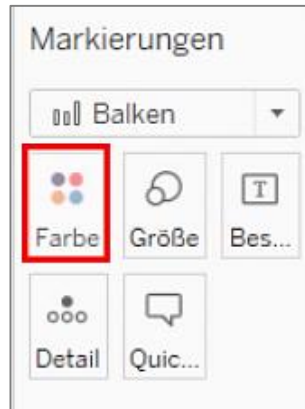 Markierungen
Balken
Farbe Größe Bes...
T
Detail Quic...